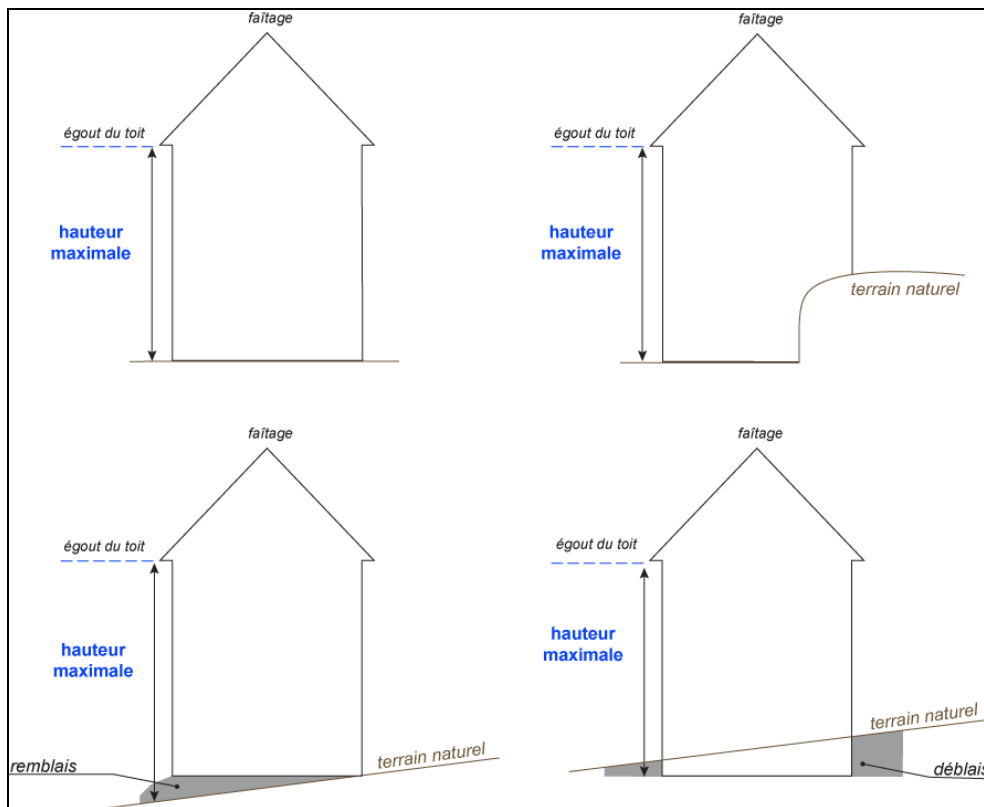 faîtage
égout du toit
hauteur
maximale
faîtage
égout du toit
hauteur
maximale
terrain naturel
faîtage
égout du toit
hauteur
maximale
terrain naturel
remblais
faîtage
égout du toit
hauteur
maximale
terrain naturel
déblais